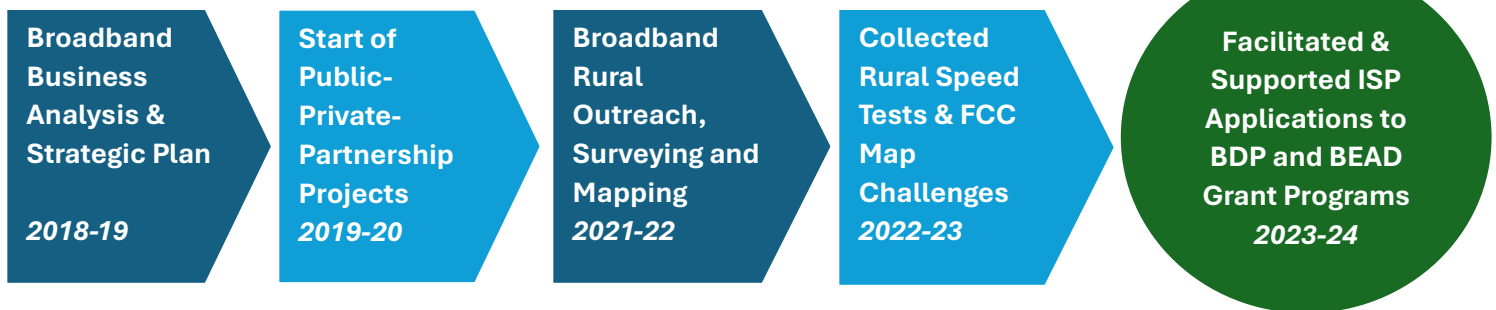 Broadband
Business
Analysis &
Strategic Plan
2018-19
Start of
Public-
Private-
Partnership
Projects
2019-20
Broadband
Rural
Outreach,
Surveying and
Mapping
2021-22
Collected
Rural Speed
Tests & FCC
Map
Challenges
2022-23
Facilitated &
Supported ISP
Applications to
BDP and BEAD
Grant Programs
2023-24